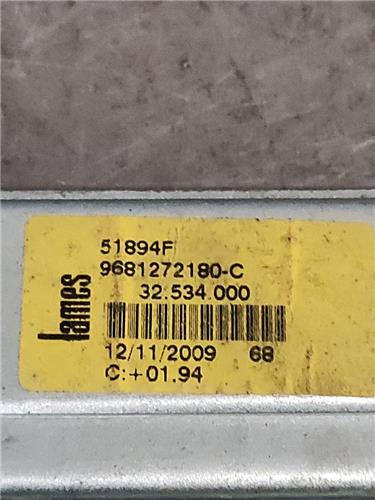 lames
51894F
9681272180-C
32.534.000
12/11/2009 68
C:+01.94